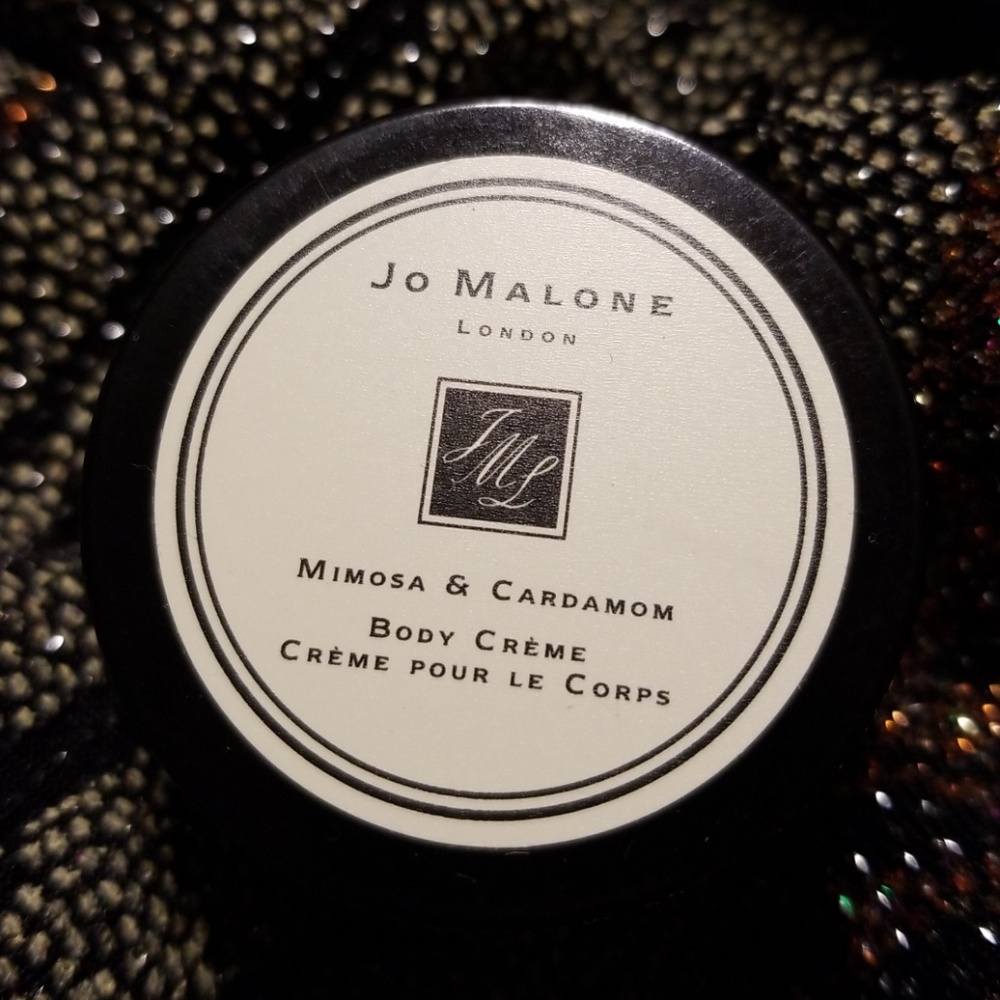 Jo Malone
London
JML
Mimosa & Cardamom
Body Crème
Crème pour le Corps